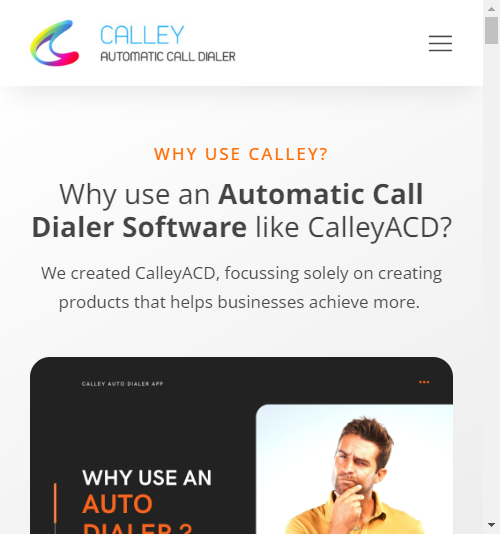 CALLEY
AUTOMATIC CALL DIALER
WHY USE CALLEY?
Why use an Automatic Call
Dialer Software like CalleyACD?
We created CalleyACD, focussing solely on creating
products that helps businesses achieve more.
CALLEY AUTO DIALER APP
WHY USE AN
AUTO
DIALER ?